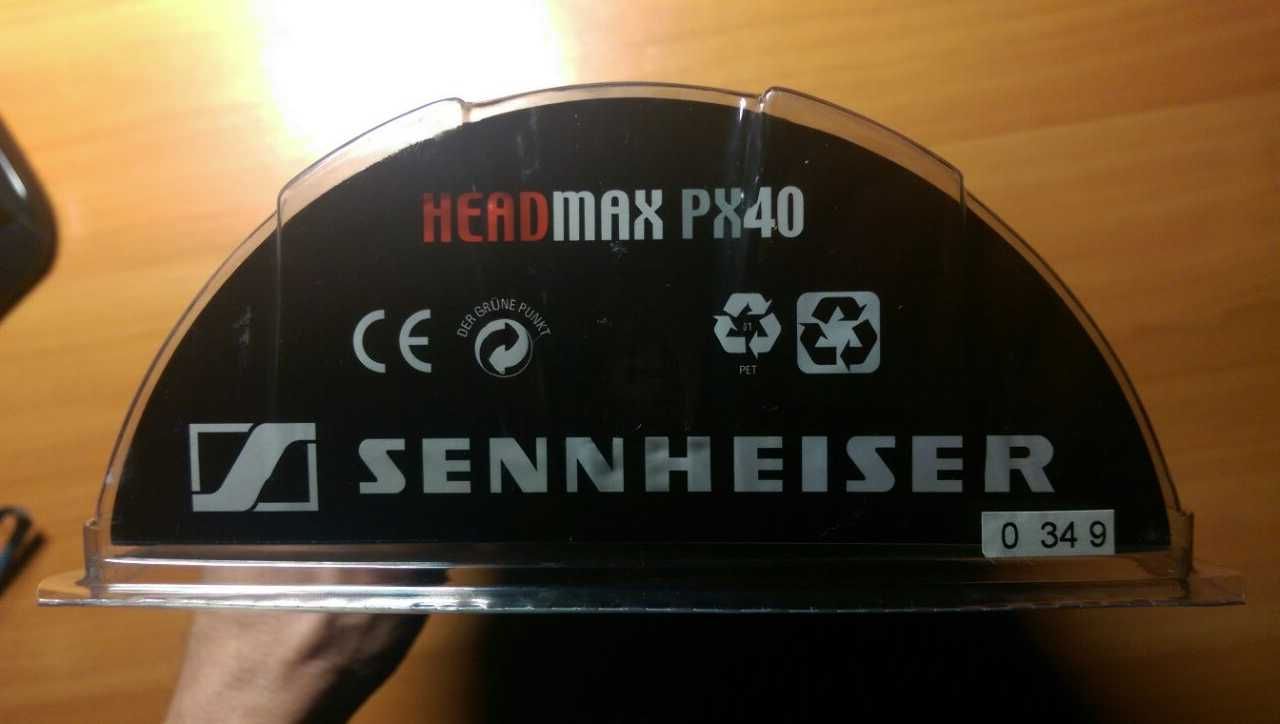 HEADMAX PX40
CE
DER GRÜNE PUNKT
01
PET
SENNHEISER
0 34 9